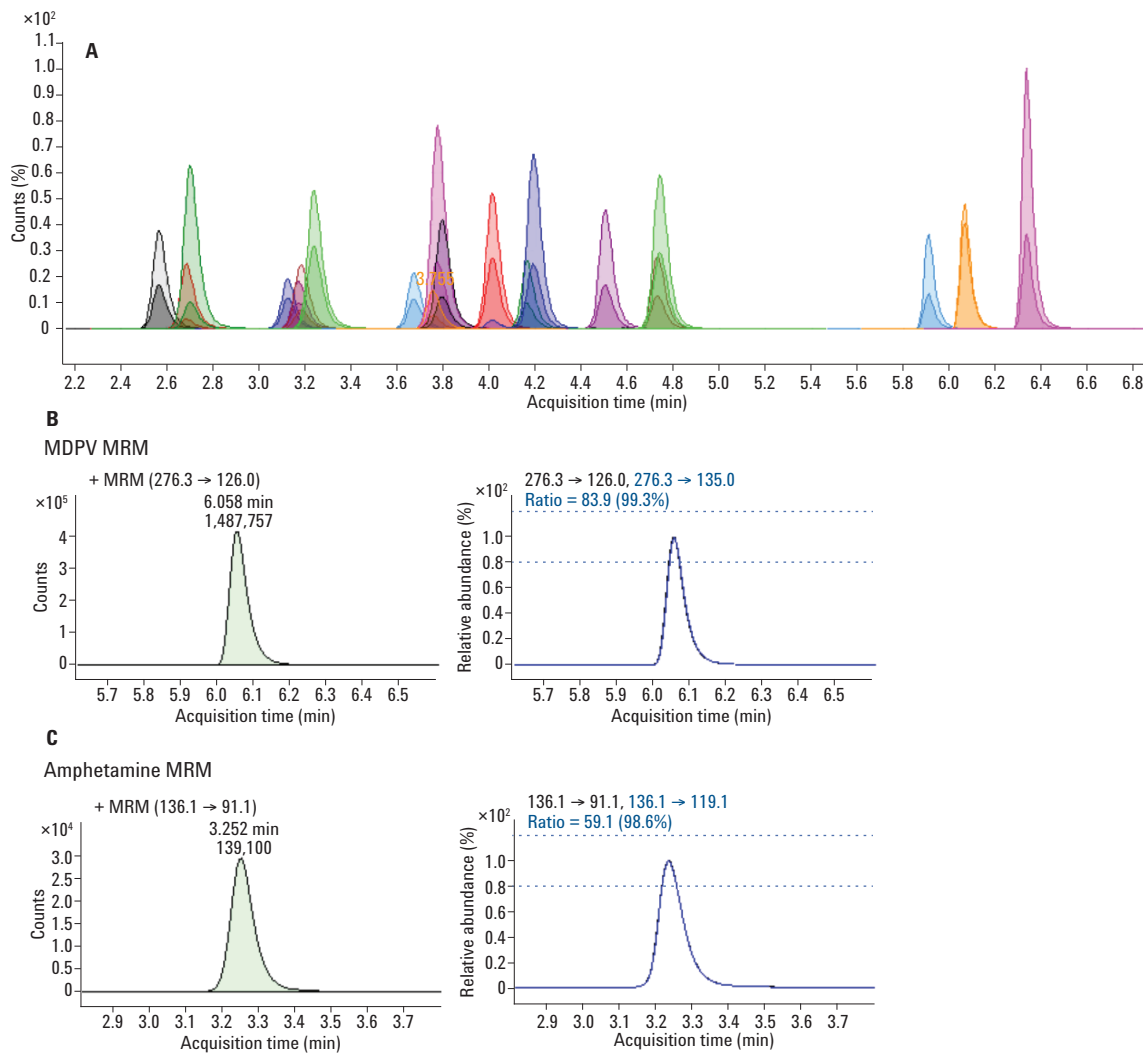 ×10²
A
1.1
1.0
0.9
0.8
0.7
0.6
0.5
0.4
0.3
0.2
0.1
0
Counts (%)
3.755
2.2 2.4 2.6 2.8 3.0 3.2 3.4 3.6 3.8 4.0 4.2 4.4 4.6 4.8 5.0 5.2 5.4 5.6 5.8 6.0 6.2 6.4 6.6 6.8
Acquisition time (min)
B
MDPV MRM
+ MRM (276.3 → 126.0)
×10⁵
6.058 min
1,487,757
4
3
2
1
0
Counts
5.7 5.8 5.9 6.0 6.1 6.2 6.3 6.4 6.5
Acquisition time (min)
276.3 → 126.0, 276.3 → 135.0
×10²
Ratio = 83.9 (99.3%)
1.0
0.8
0.6
0.4
0.2
0
Relative abundance (%)
5.7 5.8 5.9 6.0 6.1 6.2 6.3 6.4 6.5
Acquisition time (min)
C
Amphetamine MRM
+ MRM (136.1 → 91.1)
×10⁴
3.252 min
139,100
3.0
2.5
2.0
1.5
1.0
0.5
0
Counts
2.9 3.0 3.1 3.2 3.3 3.4 3.5 3.6 3.7
Acquisition time (min)
136.1 → 91.1, 136.1 → 119.1
×10²
Ratio = 59.1 (98.6%)
1.0
0.8
0.6
0.4
0.2
0
Relative abundance (%)
2.9 3.0 3.1 3.2 3.3 3.4 3.5 3.6 3.7
Acquisition time (min)